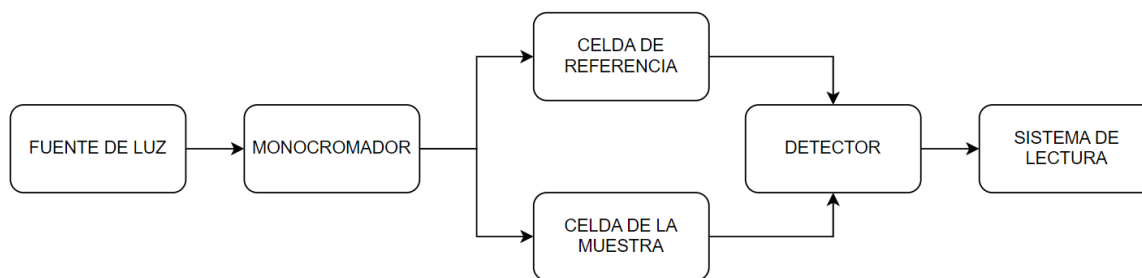 FUENTE DE LUZ
MONOCROMADOR
CELDA DE
REFERENCIA
CELDA DE LA
MUESTRA
DETECTOR
SISTEMA DE
LECTURA